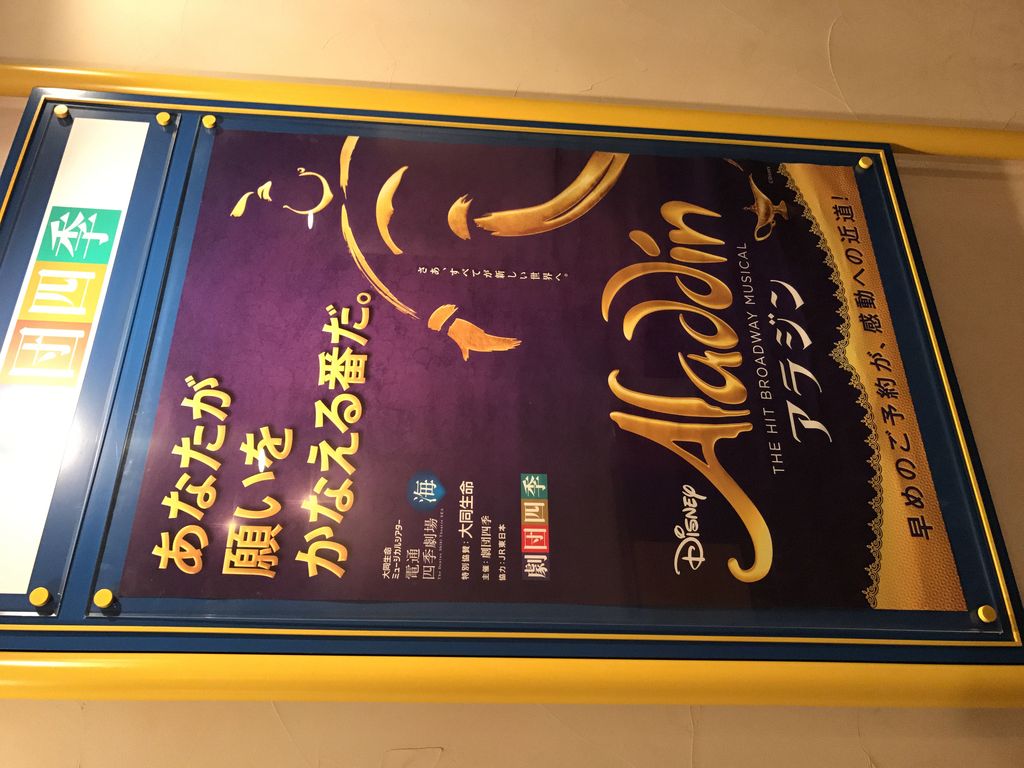 団四季
あなたが
願いを
かなえる番だ。
さあ、すべてが新しい世界へ。
大同生命
ミュージカルシアター
電通
四季劇場
海
特別協賛:大同生命
主催:劇団四季
協力:JR東日本
劇団四季
DISNEY
Aladdin
THE HIT BROADWAY MUSICAL
アラジン
早めのご予約が、感動への近道!